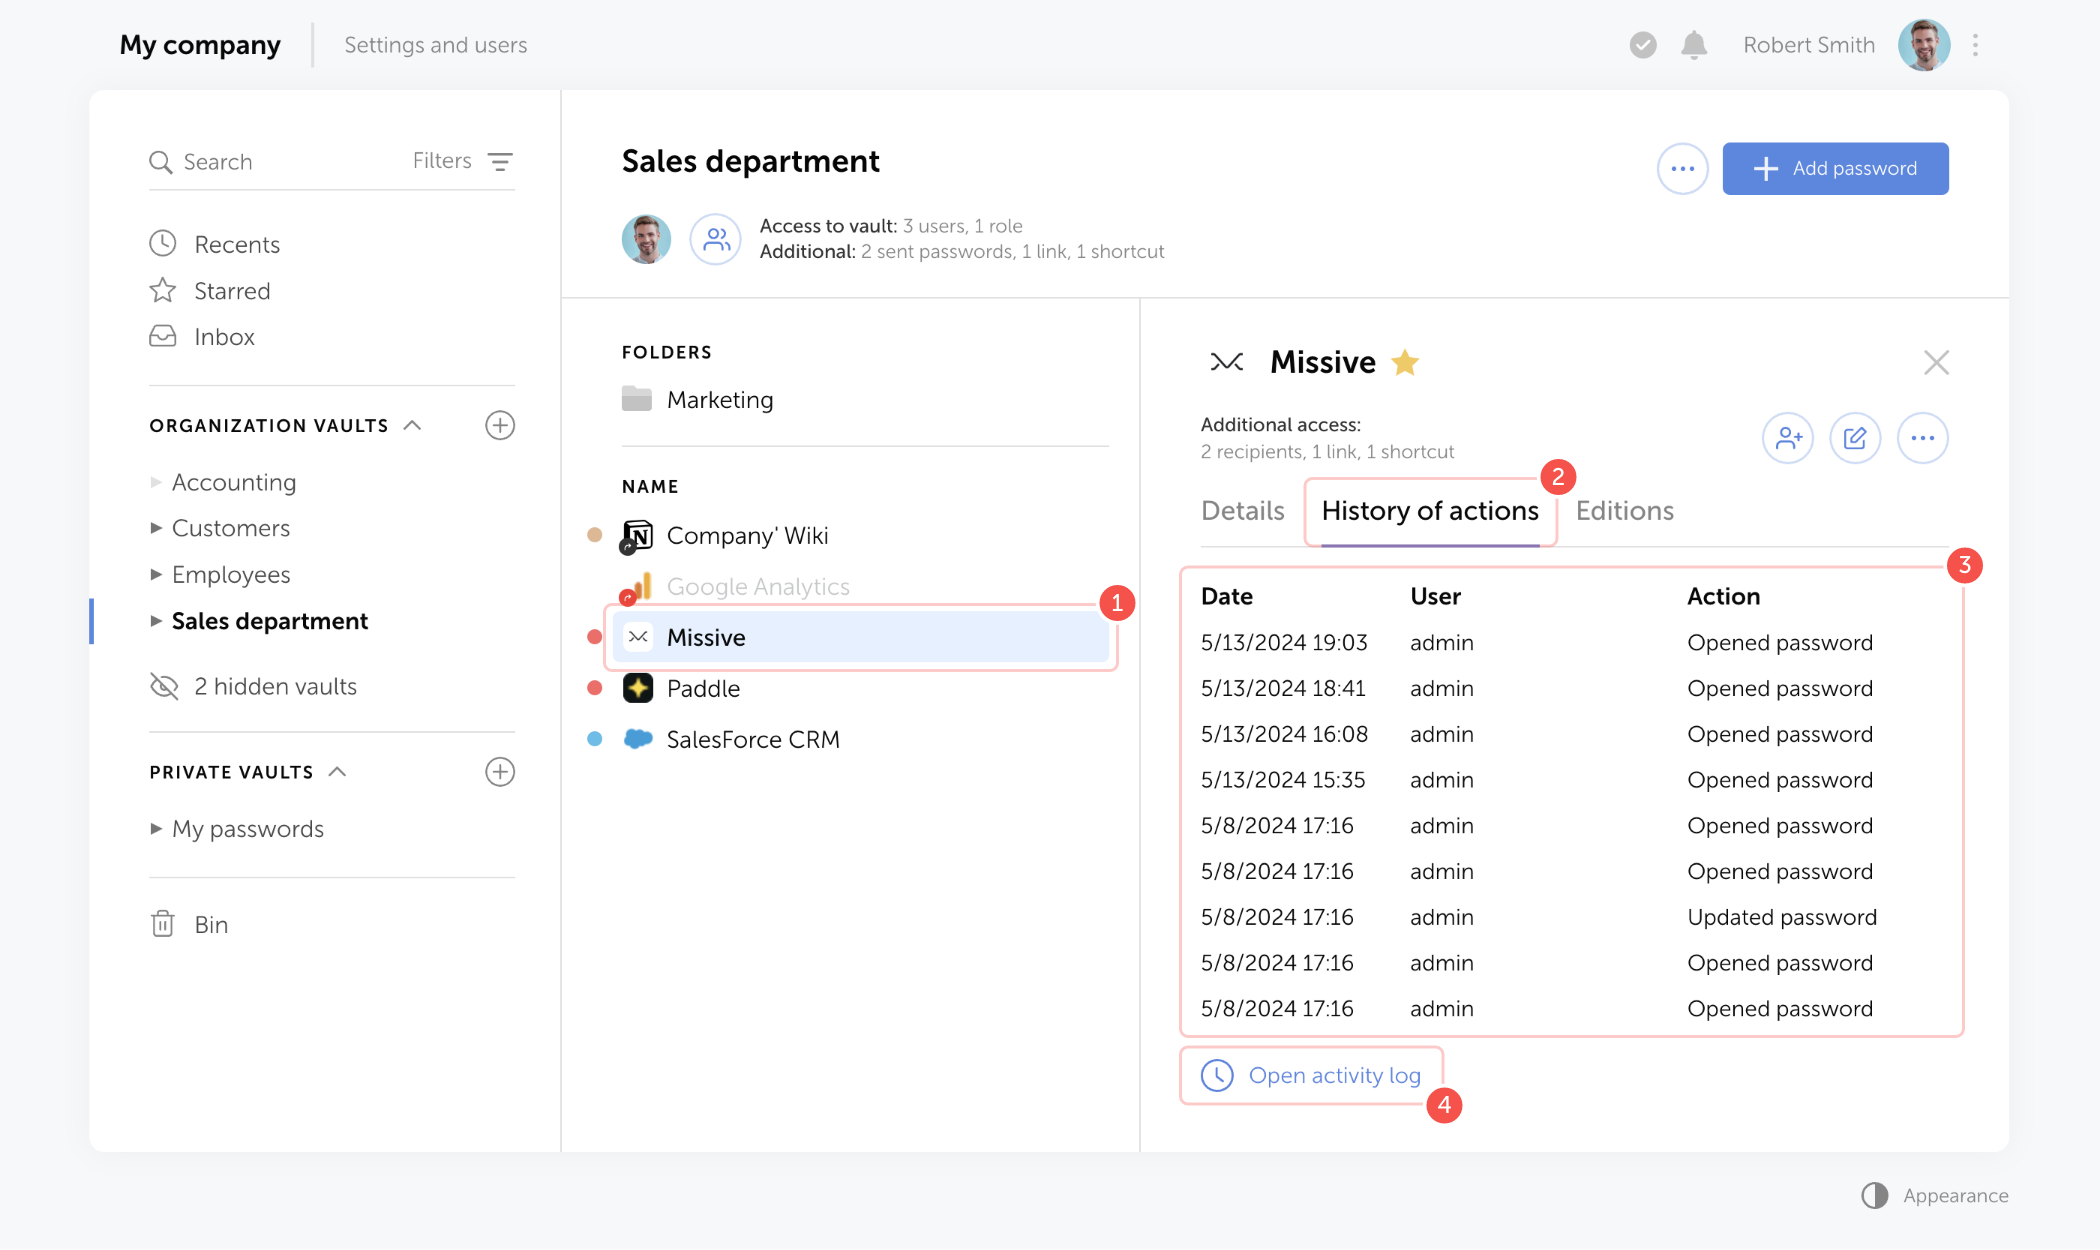 My company
Settings and users
Robert Smith
Search
Filters
Recents
Starred
Inbox
ORGANIZATION VAULTS
Accounting
Customers
Employees
Sales department
2 hidden vaults
PRIVATE VAULTS
My passwords
Bin
Sales department
Add password
Access to vault: 3 users, 1 role
Additional: 2 sent passwords, 1 link, 1 shortcut
FOLDERS
Marketing
NAME
Company' Wiki
Google Analytics
1
Missive
Paddle
SalesForce CRM
Missive
Additional access:
2 recipients, 1 link, 1 shortcut
2
Details History of actions Editions
3
Date User Action
5/13/2024 19:03 admin Opened password
5/13/2024 18:41 admin Opened password
5/13/2024 16:08 admin Opened password
5/13/2024 15:35 admin Opened password
5/8/2024 17:16 admin Opened password
5/8/2024 17:16 admin Opened password
5/8/2024 17:16 admin Updated password
5/8/2024 17:16 admin Opened password
5/8/2024 17:16 admin Opened password
Open activity log
4
Appearance